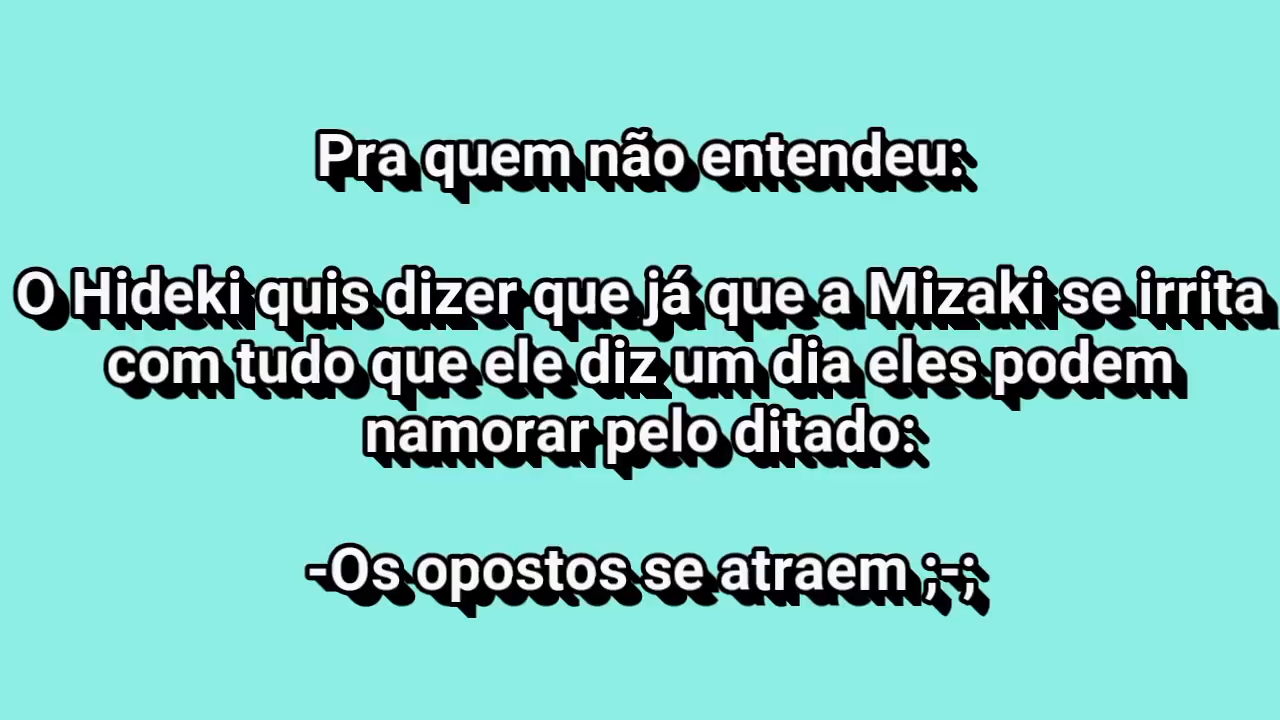 Pra quem não entendeu:
O Hideki quis dizer que já que a Mizaki se irrita
com tudo que ele diz um dia eles podem
namorar pelo ditado:
-Os opostos se atraem ;-;